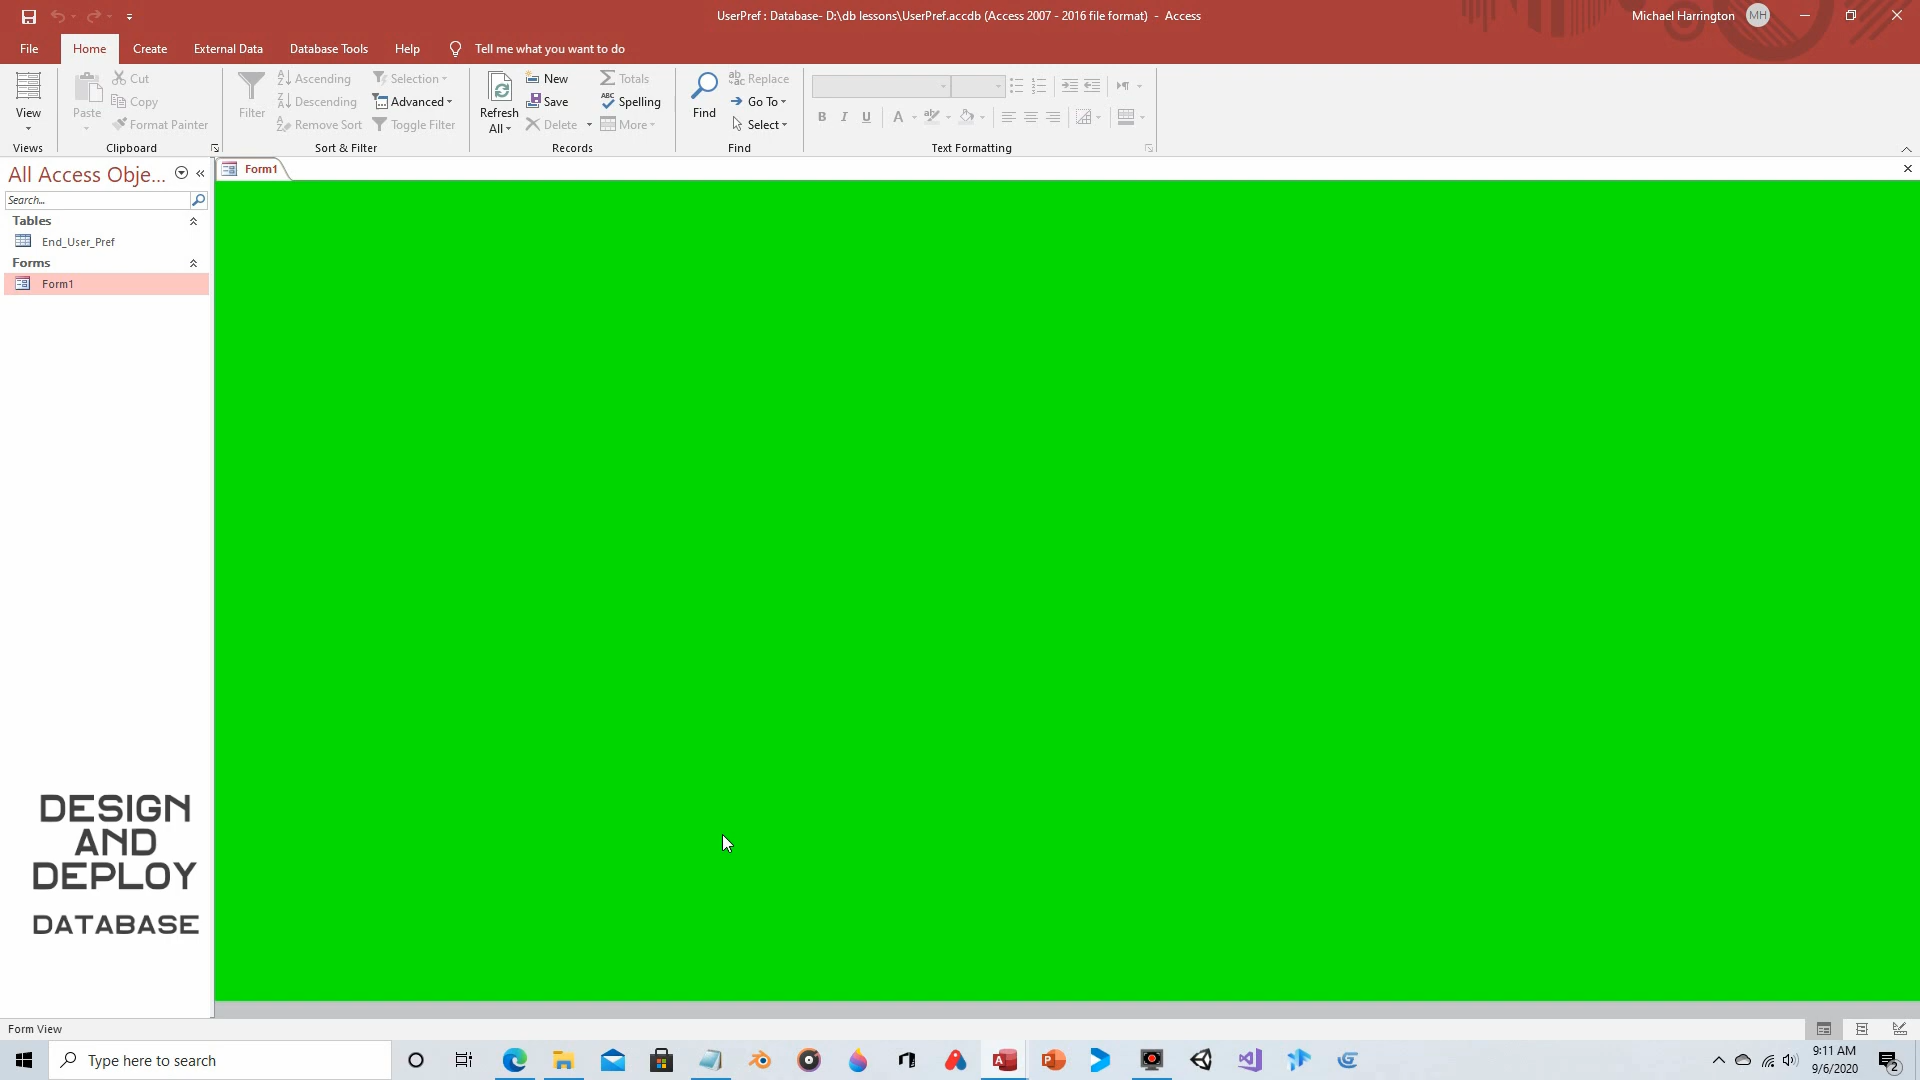 UserPref : Database- D:\db lessons\UserPref.accdb (Access 2007 - 2016 file format) - Access
Michael Harrington
MH
File
Home
Create
External Data
Database Tools
Help
Tell me what you want to do
View
Views
Paste
Cut
Copy
Format Painter
Clipboard
Filter
Ascending
Descending
Remove Sort
Selection
Advanced
Toggle Filter
Sort & Filter
Refresh
All
New
Save
Delete
Totals
Spelling
More
Records
Find
Replace
Go To
Select
Find
B I U A
Text Formatting
All Access Obje...
Search...
Tables
End_User_Pref
Forms
Form1
Form1
DESIGN
AND
DEPLOY
DATABASE
Form View
Type here to search
9:11 AM
9/6/2020
2